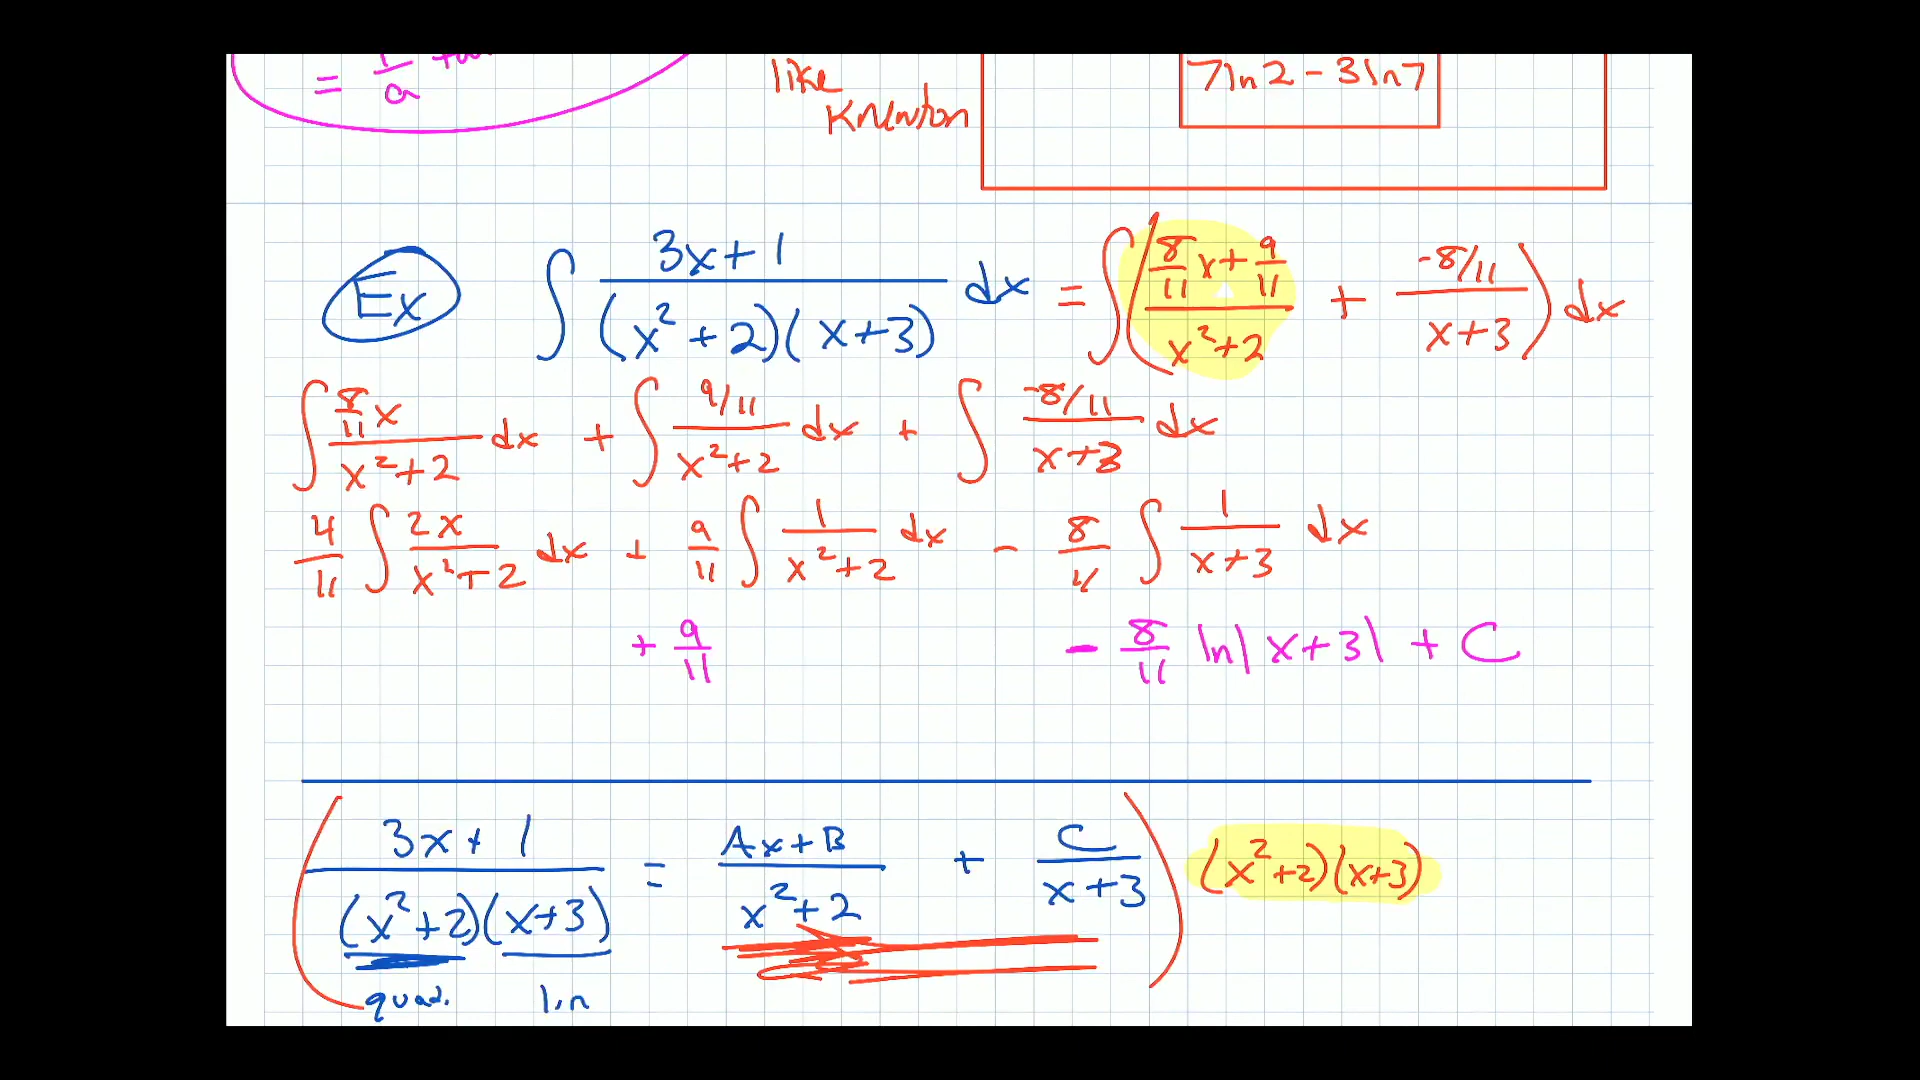 = 1/a
like
Knewton
7ln2 - 3ln7
Ex ∫ (3x+1)/((x²+2)(x+3)) dx = ∫ ( (8/11 x + 9/11)/(x²+2) + (-8/11)/(x+3) ) dx
∫ (8/11 x)/(x²+2) dx + ∫ (9/11)/(x²+2) dx + ∫ (-8/11)/(x+3) dx
4/11 ∫ 2x/(x²+2) dx + 9/11 ∫ 1/(x²+2) dx - 8/11 ∫ 1/(x+3) dx
+ 9/11 - 8/11 ln|x+3| + C
( (3x+1)/((x²+2)(x+3)) = (Ax+B)/(x²+2) + C/(x+3) ) (x²+2)(x+3)
quad. lin